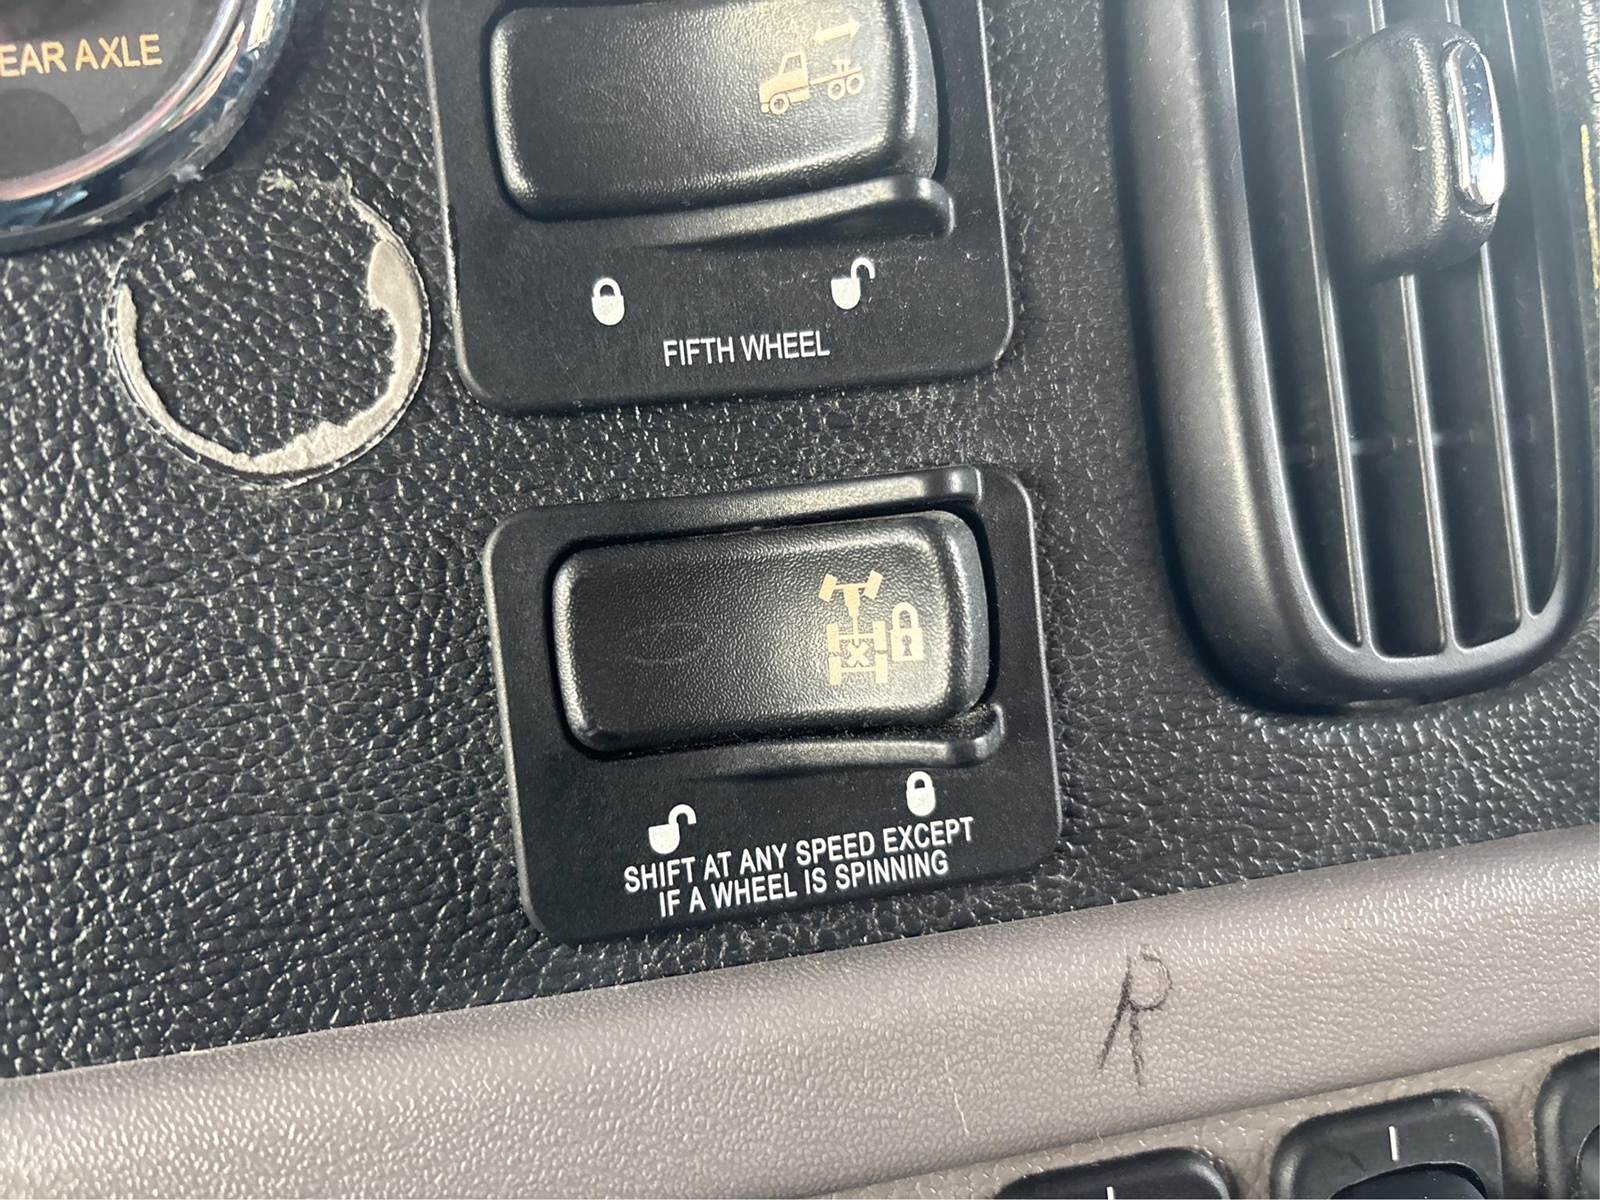 EAR AXLE
FIFTH WHEEL
SHIFT AT ANY SPEED EXCEPT
IF A WHEEL IS SPINNING